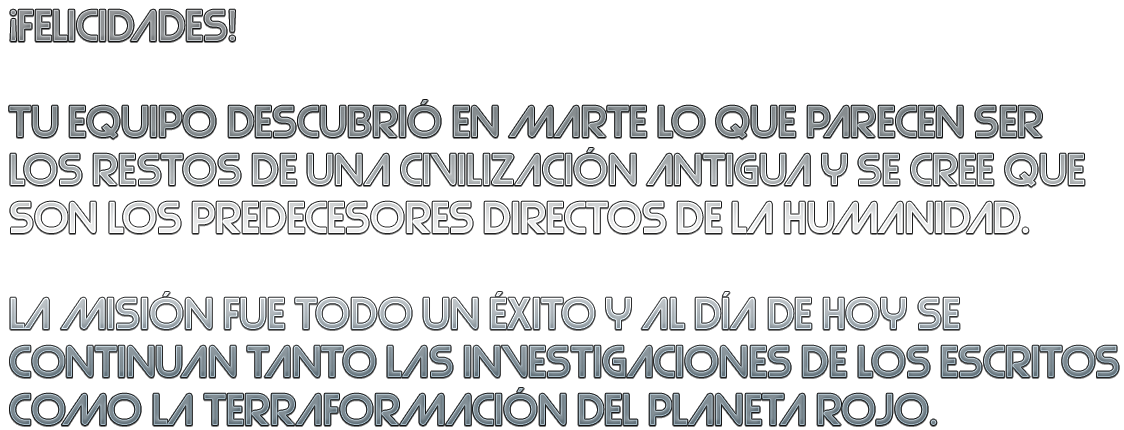 ¡FELICIDADES!
TU EQUIPO DESCUBRIÓ EN MARTE LO QUE PARECEN SER
LOS RESTOS DE UNA CIVILIZACIÓN ANTIGUA Y SE CREE QUE
SON LOS PREDECESORES DIRECTOS DE LA HUMANIDAD.
LA MISIÓN FUE TODO UN ÉXITO Y AL DÍA DE HOY SE
CONTINUAN TANTO LAS INVESTIGACIONES DE LOS ESCRITOS
COMO LA TERRAFORMACIÓN DEL PLANETA ROJO.